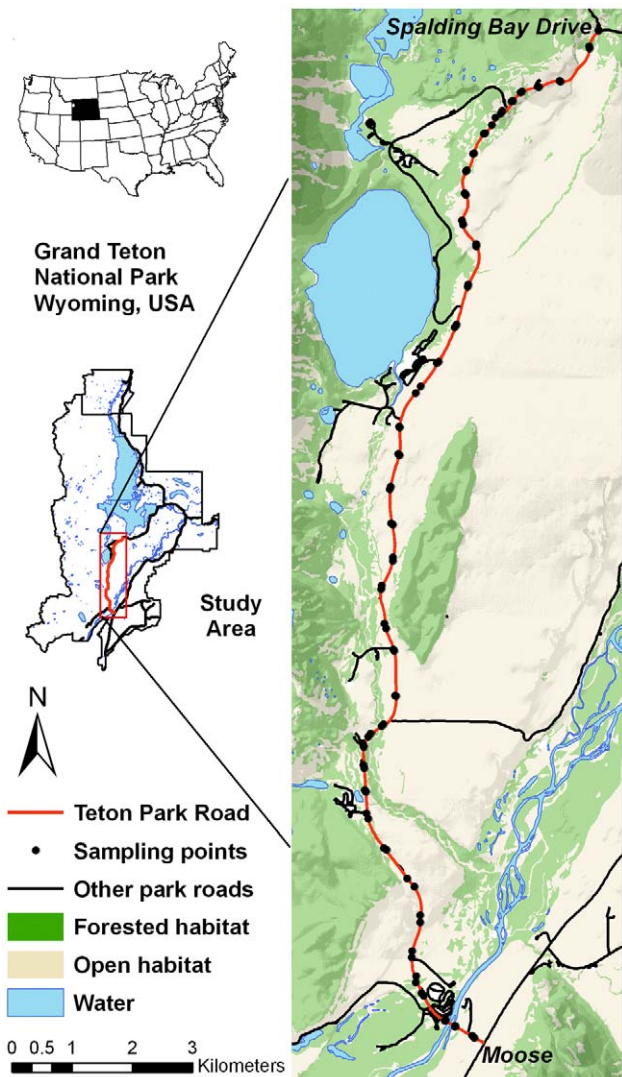 Spalding Bay Drive
Grand Teton
National Park
Wyoming, USA
Study
Area
N
Teton Park Road
Sampling points
Other park roads
Forested habitat
Open habitat
Water
0 0.5 1 2 3
Kilometers
Moose